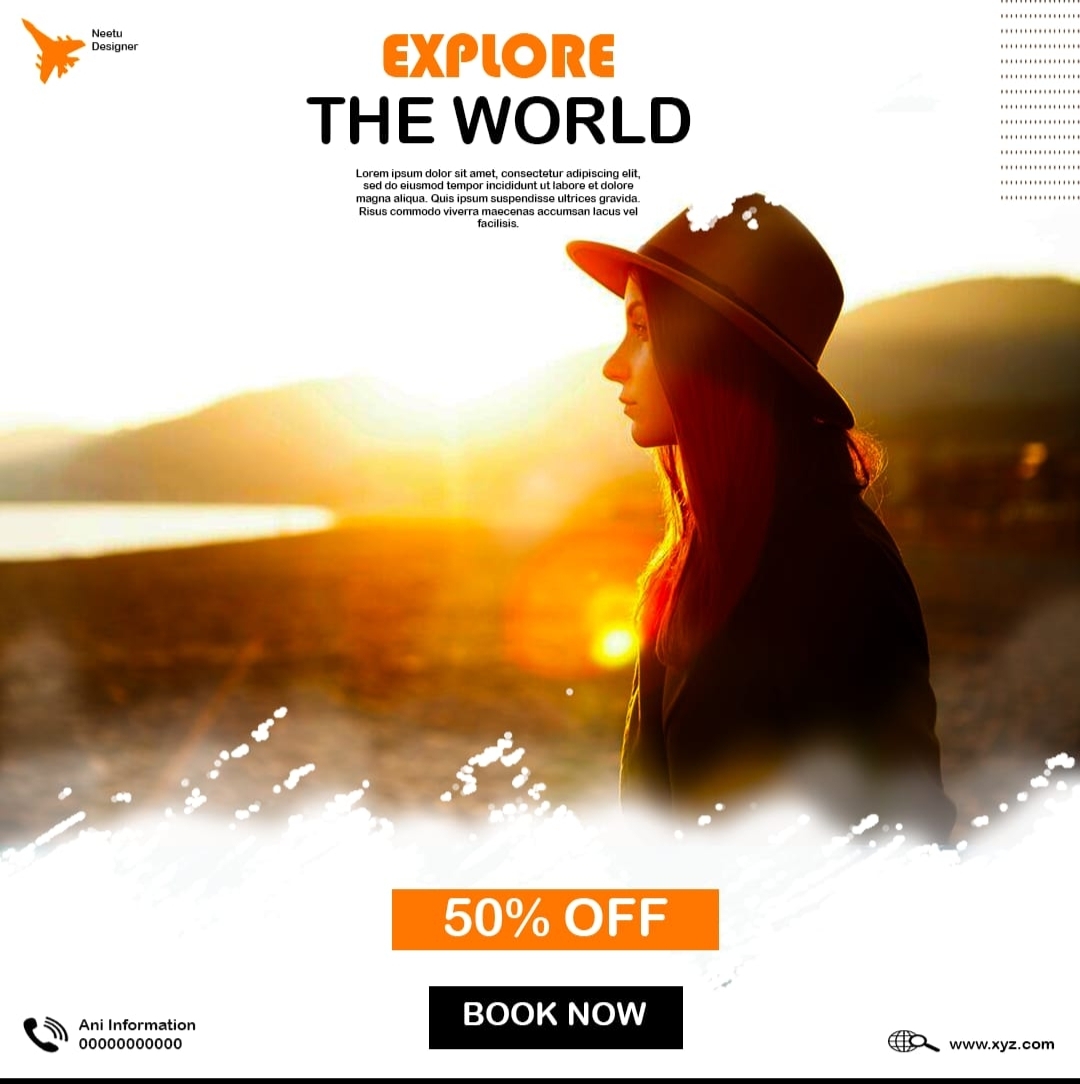 Neetu
Designer
EXPLORE
THE WORLD
Lorem ipsum dolor sit amet, consectetur adipiscing elit,
sed do eiusmod tempor incididunt ut labore et dolore
magna aliqua. Quis ipsum suspendisse ultrices gravida.
Risus commodo viverra maecenas accumsan lacus vel
facilisis.
50% OFF
BOOK NOW
Ani Information
00000000000
www.xyz.com